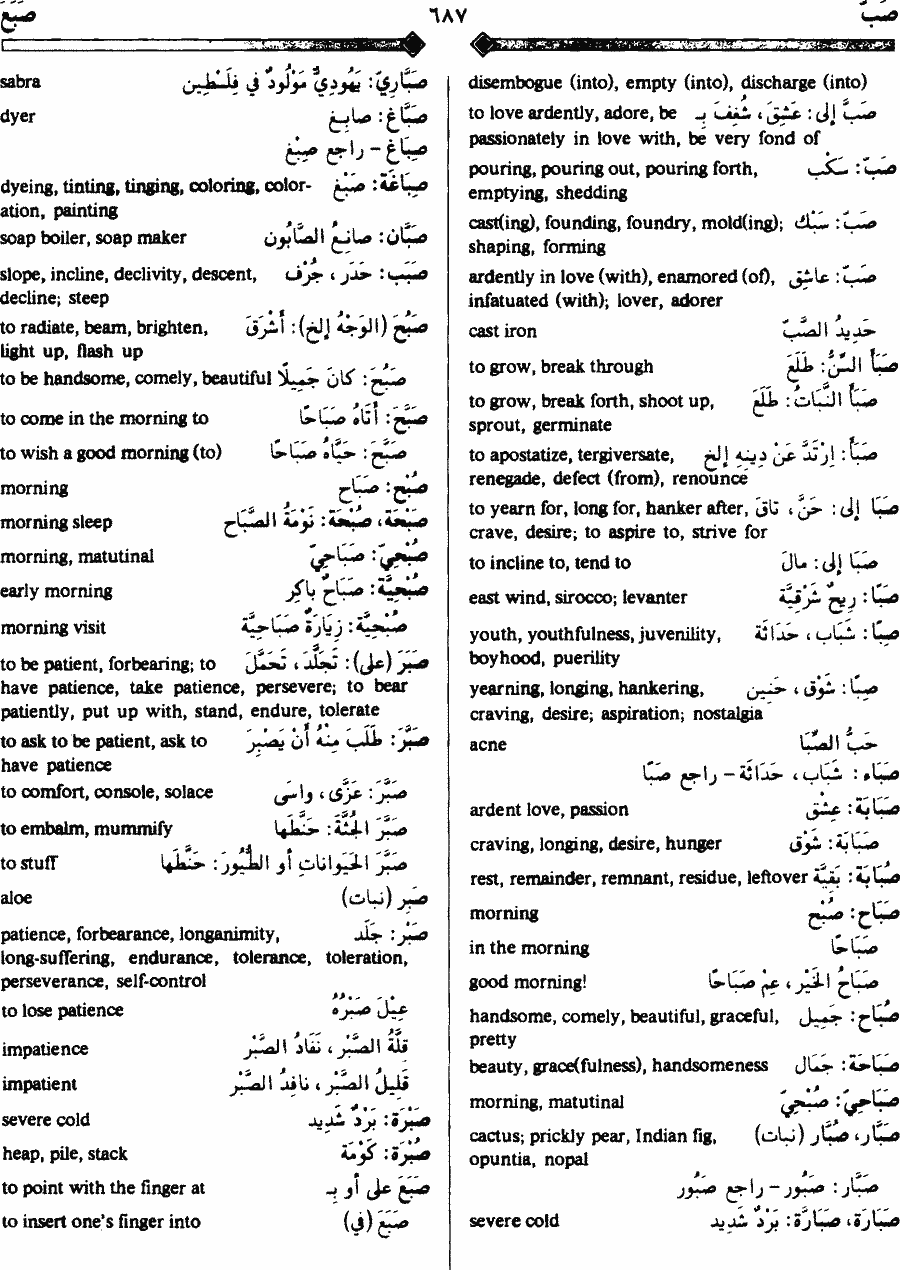 صَبَّ
٦٨٧
صَبَعَ
disembogue (into), empty (into), discharge (into)
صَبَّ إلى: عَشِقَ، شُغِفَ بِـ to love ardently, adore, be
passionately in love with, be very fond of
صَبّ: سَكْب pouring, pouring out, pouring forth,
emptying, shedding
صَبّ: سَبْك cast(ing), founding, foundry, mold(ing);
shaping, forming
صَبّ: عاشِق ardently in love (with), enamored (of),
infatuated (with); lover, adorer
حَدِيدُ الصَّبّ cast iron
صَبَأَ السِّنُّ: طَلَعَ to grow, break through
صَبَأَ النَّبَاتُ: طَلَعَ to grow, break forth, shoot up,
sprout, germinate
صَبَأَ: اِرْتَدَّ عَنْ دِينِهِ إلخ to apostatize, tergiversate,
renegade, defect (from), renounce
صَبَا إلى: حَنَّ، تَاقَ to yearn for, long for, hanker after,
crave, desire; to aspire to, strive for
صَبَا إلى: مَالَ to incline to, tend to
صَبَا: رِيحٌ شَرْقِيَّة east wind, sirocco; levanter
صِبًا: شَبَاب، حَدَاثَة youth, youthfulness, juvenility,
boyhood, puerility
صِبًا: شَوْق، حَنِين yearning, longing, hankering,
craving, desire; aspiration; nostalgia
حَبُّ الصِّبَا acne
صَبَاء: شَبَاب، حَدَاثَة - راجع صِبًا
صَبَابَة: عِشْق ardent love, passion
صَبَابَة: شَوْق craving, longing, desire, hunger
صُبَابَة: بَقِيَّة rest, remainder, remnant, residue, leftover
صَبَاح: صُبْح morning
صَبَاحًا in the morning
صَبَاحُ الخَيْر، عِمْ صَبَاحًا good morning!
صُبَاح: جَمِيل handsome, comely, beautiful, graceful,
pretty
صَبَاحَة: جَمَال beauty, grace(fulness), handsomeness
صَبَاحِيّ: صُبْحِيّ morning, matutinal
صَبَّار، صُبَّار (نبات) cactus; prickly pear, Indian fig,
opuntia, nopal
صَبَّار: صَبُور - راجع صَبُور
صَبَارَة، صَبَارَّة: بَرْدٌ شَدِيد severe cold
صَبَّارِيّ: يَهُودِيٌّ مَوْلُودٌ في فِلَسْطِين sabra
صَبَّاغ: صابِغ dyer
صِبَاغ - راجع صِبْغ
صِبَاغَة: صَبْغ dyeing, tinting, tinging, coloring, color-
ation, painting
صَبَّان: صانِعُ الصَّابُون soap boiler, soap maker
صَبَب: حَدَر، جُرْف slope, incline, declivity, descent,
decline; steep
صَبُحَ (الوَجْهُ إلخ): أَشْرَقَ to radiate, beam, brighten,
light up, flash up
صَبُحَ: كانَ جَمِيلًا to be handsome, comely, beautiful
صَبَّحَ: أَتَاهُ صَبَاحًا to come in the morning to
صَبَّحَ: حَيَّاهُ صَبَاحًا to wish a good morning (to)
صُبْح: صَبَاح morning
صَبْحَة، صُبْحَة: نَوْمَةُ الصَّبَاح morning sleep
صُبْحِيّ: صَبَاحِيّ morning, matutinal
صُبْحِيَّة: صَبَاحٌ باكِر early morning
صُبْحِيَّة: زِيَارَةٌ صَبَاحِيَّة morning visit
صَبَرَ (على): تَجَلَّدَ، تَحَمَّلَ to be patient, forbearing; to
have patience, take patience, persevere; to bear
patiently, put up with, stand, endure, tolerate
صَبَّرَ: طَلَبَ مِنْهُ أَنْ يَصْبِرَ to ask to be patient, ask to
have patience
صَبَّرَ: عَزَّى، واسَى to comfort, console, solace
صَبَّرَ الجُثَّةَ: حَنَّطَها to embalm, mummify
صَبَّرَ الحَيَوَاناتِ أو الطُّيُورَ: حَنَّطَها to stuff
صَبِر (نبات) aloe
صَبْر: جَلَد patience, forbearance, longanimity,
long-suffering, endurance, tolerance, toleration,
perseverance, self-control
عِيلَ صَبْرُهُ to lose patience
قِلَّةُ الصَّبْر، نَفَادُ الصَّبْر impatience
قَلِيلُ الصَّبْر، نافِدُ الصَّبْر impatient
صَبْرَة: بَرْدٌ شَدِيد severe cold
صُبْرَة: كَوْمَة heap, pile, stack
صَبَعَ على أو بِـ to point with the finger at
صَبَعَ (في) to insert one's finger into